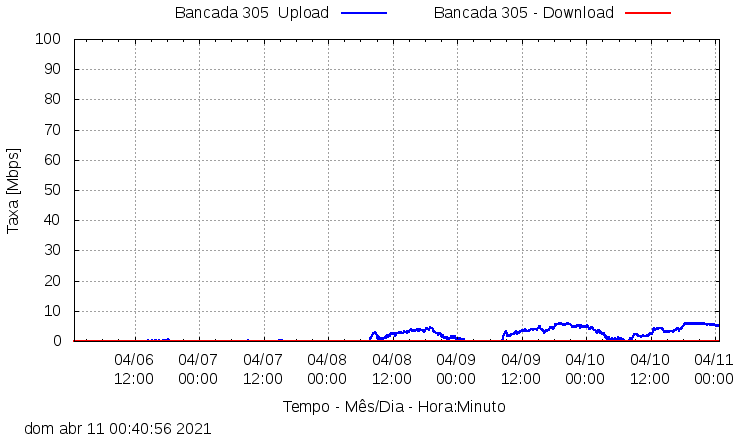 Bancada 305  Upload
Bancada 305 - Download
100
90
80
70
60
50
40
30
20
10
0
Taxa [Mbps]
04/06 04/07 04/07 04/08 04/08 04/09 04/09 04/10 04/10 04/11
12:00 00:00 12:00 00:00 12:00 00:00 12:00 00:00 12:00 00:00
Tempo - Mês/Dia - Hora:Minuto
dom abr 11 00:40:56 2021